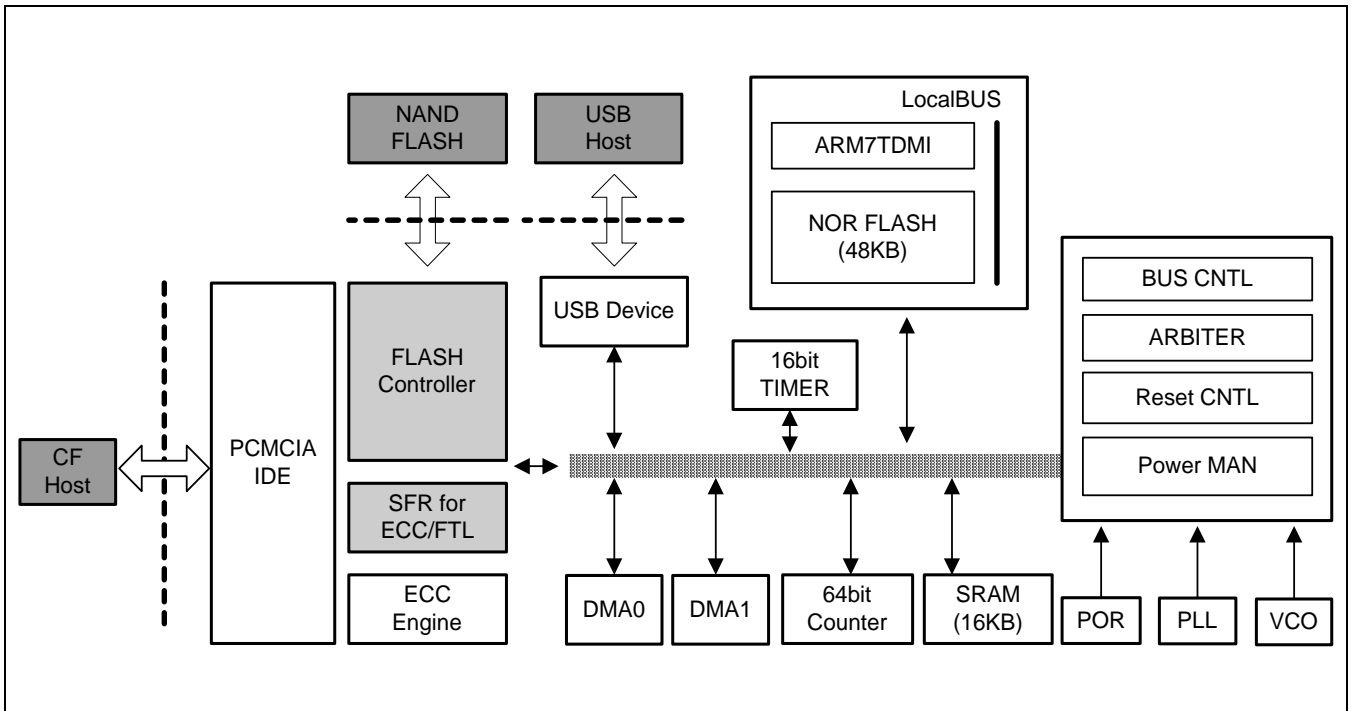 NAND
FLASH
USB
Host
LocalBUS
ARM7TDMI
NOR FLASH
(48KB)
BUS CNTL
ARBITER
Reset CNTL
Power MAN
USB Device
FLASH
Controller
16bit
TIMER
CF
Host
PCMCIA
IDE
SFR for
ECC/FTL
ECC
Engine
DMA0
DMA1
64bit
Counter
SRAM
(16KB)
POR
PLL
VCO